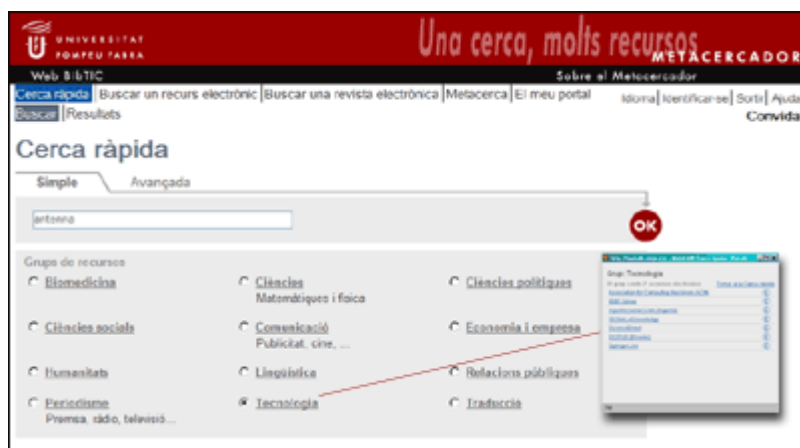 UNIVERSITAT
POMPEU FABRA
Una cerca, molts recursos
METACERCADOR
Web BibTIC
Sobre el Metacercador
Cerca ràpida | Buscar un recurs electrònic | Buscar una revista electrònica | Metacerca | El meu portal
Idioma | Identificar-se | Sortir | Ajuda
Buscar | Resultats
Convida
Cerca ràpida
Simple
Avançada
antenna
OK
Grups de recursos
Biomedicina
Ciències
Matemàtiques i física
Ciències polítiques
Ciències socials
Comunicació
Publicitat, cine, ...
Economia i empresa
Humanitats
Lingüística
Relacions públiques
Periodisme
Premsa, ràdio, televisió...
Tecnologia
Traducció
Grup: Tecnologia